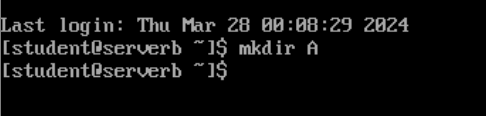 Last login: Thu Mar 28 00:08:29 2024
[student@serverb ~]$ mkdir A
[student@serverb ~]$